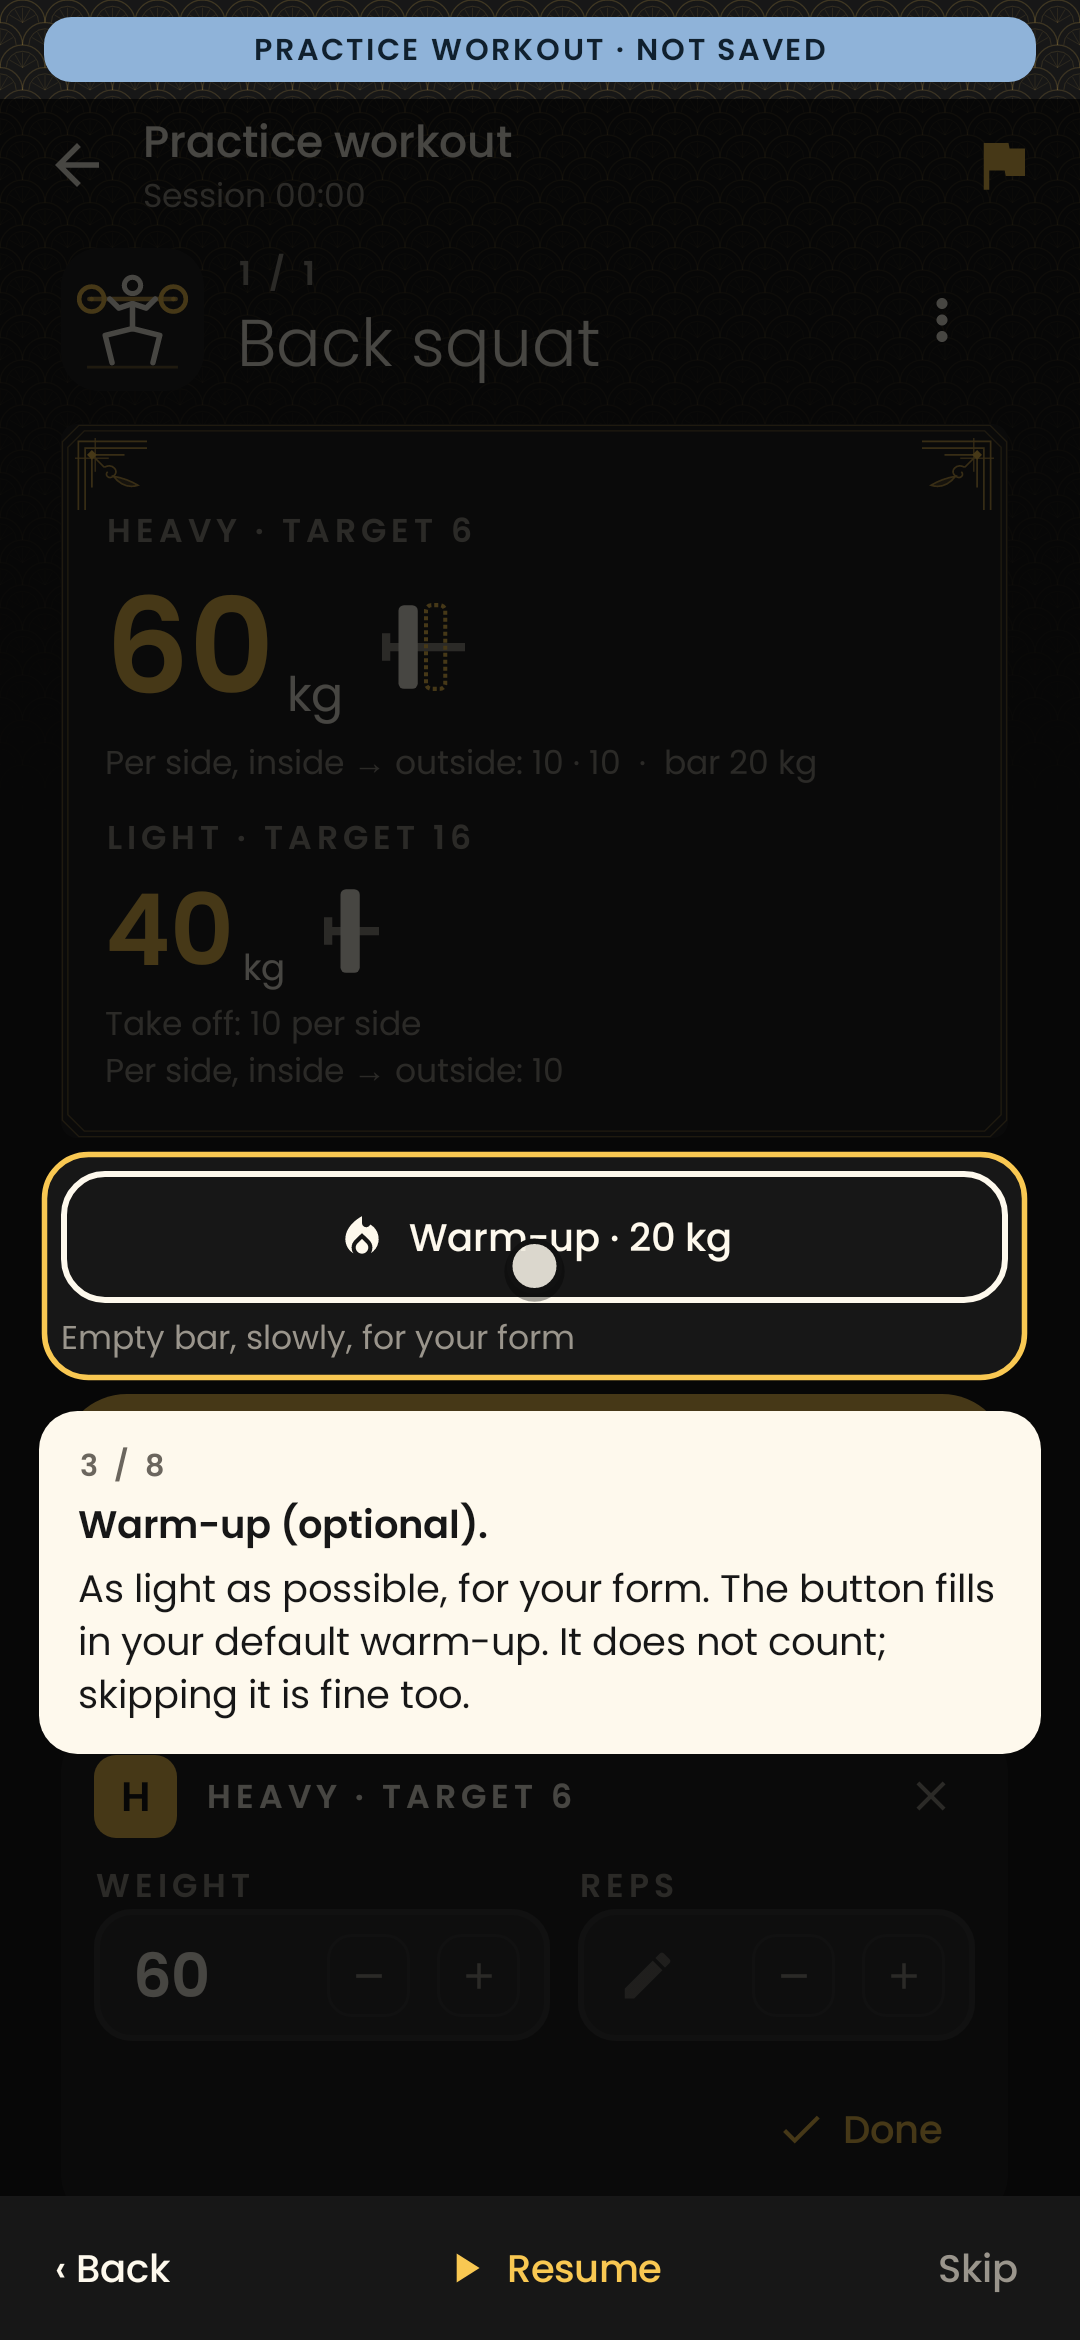 PRACTICE WORKOUT · NOT SAVED
Practice workout
Session 00:00
1 / 1
Back squat
HEAVY · TARGET 6
60 kg
Per side, inside → outside: 10 · 10 · bar 20 kg
LIGHT · TARGET 16
40 kg
Take off: 10 per side
Per side, inside → outside: 10
Warm-up · 20 kg
Empty bar, slowly, for your form
3 / 8
Warm-up (optional).
As light as possible, for your form. The button fills
in your default warm-up. It does not count;
skipping it is fine too.
H HEAVY · TARGET 6
WEIGHT REPS
60 − + − +
Done
‹ Back Resume Skip